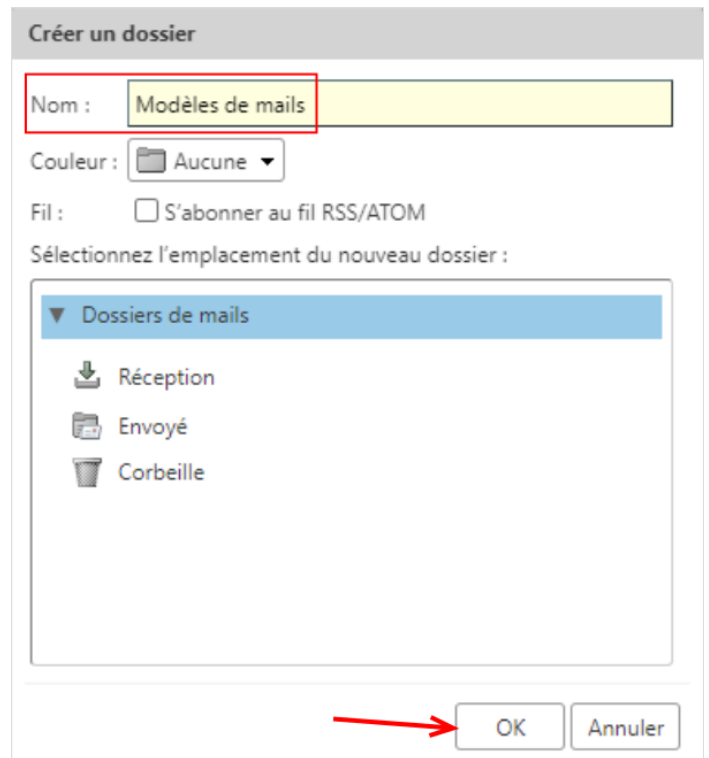 Créer un dossier
Nom : Modèles de mails
Couleur : Aucune
Fil : S'abonner au fil RSS/ATOM
Sélectionnez l'emplacement du nouveau dossier :
Dossiers de mails
Réception
Envoyé
Corbeille
OK Annuler